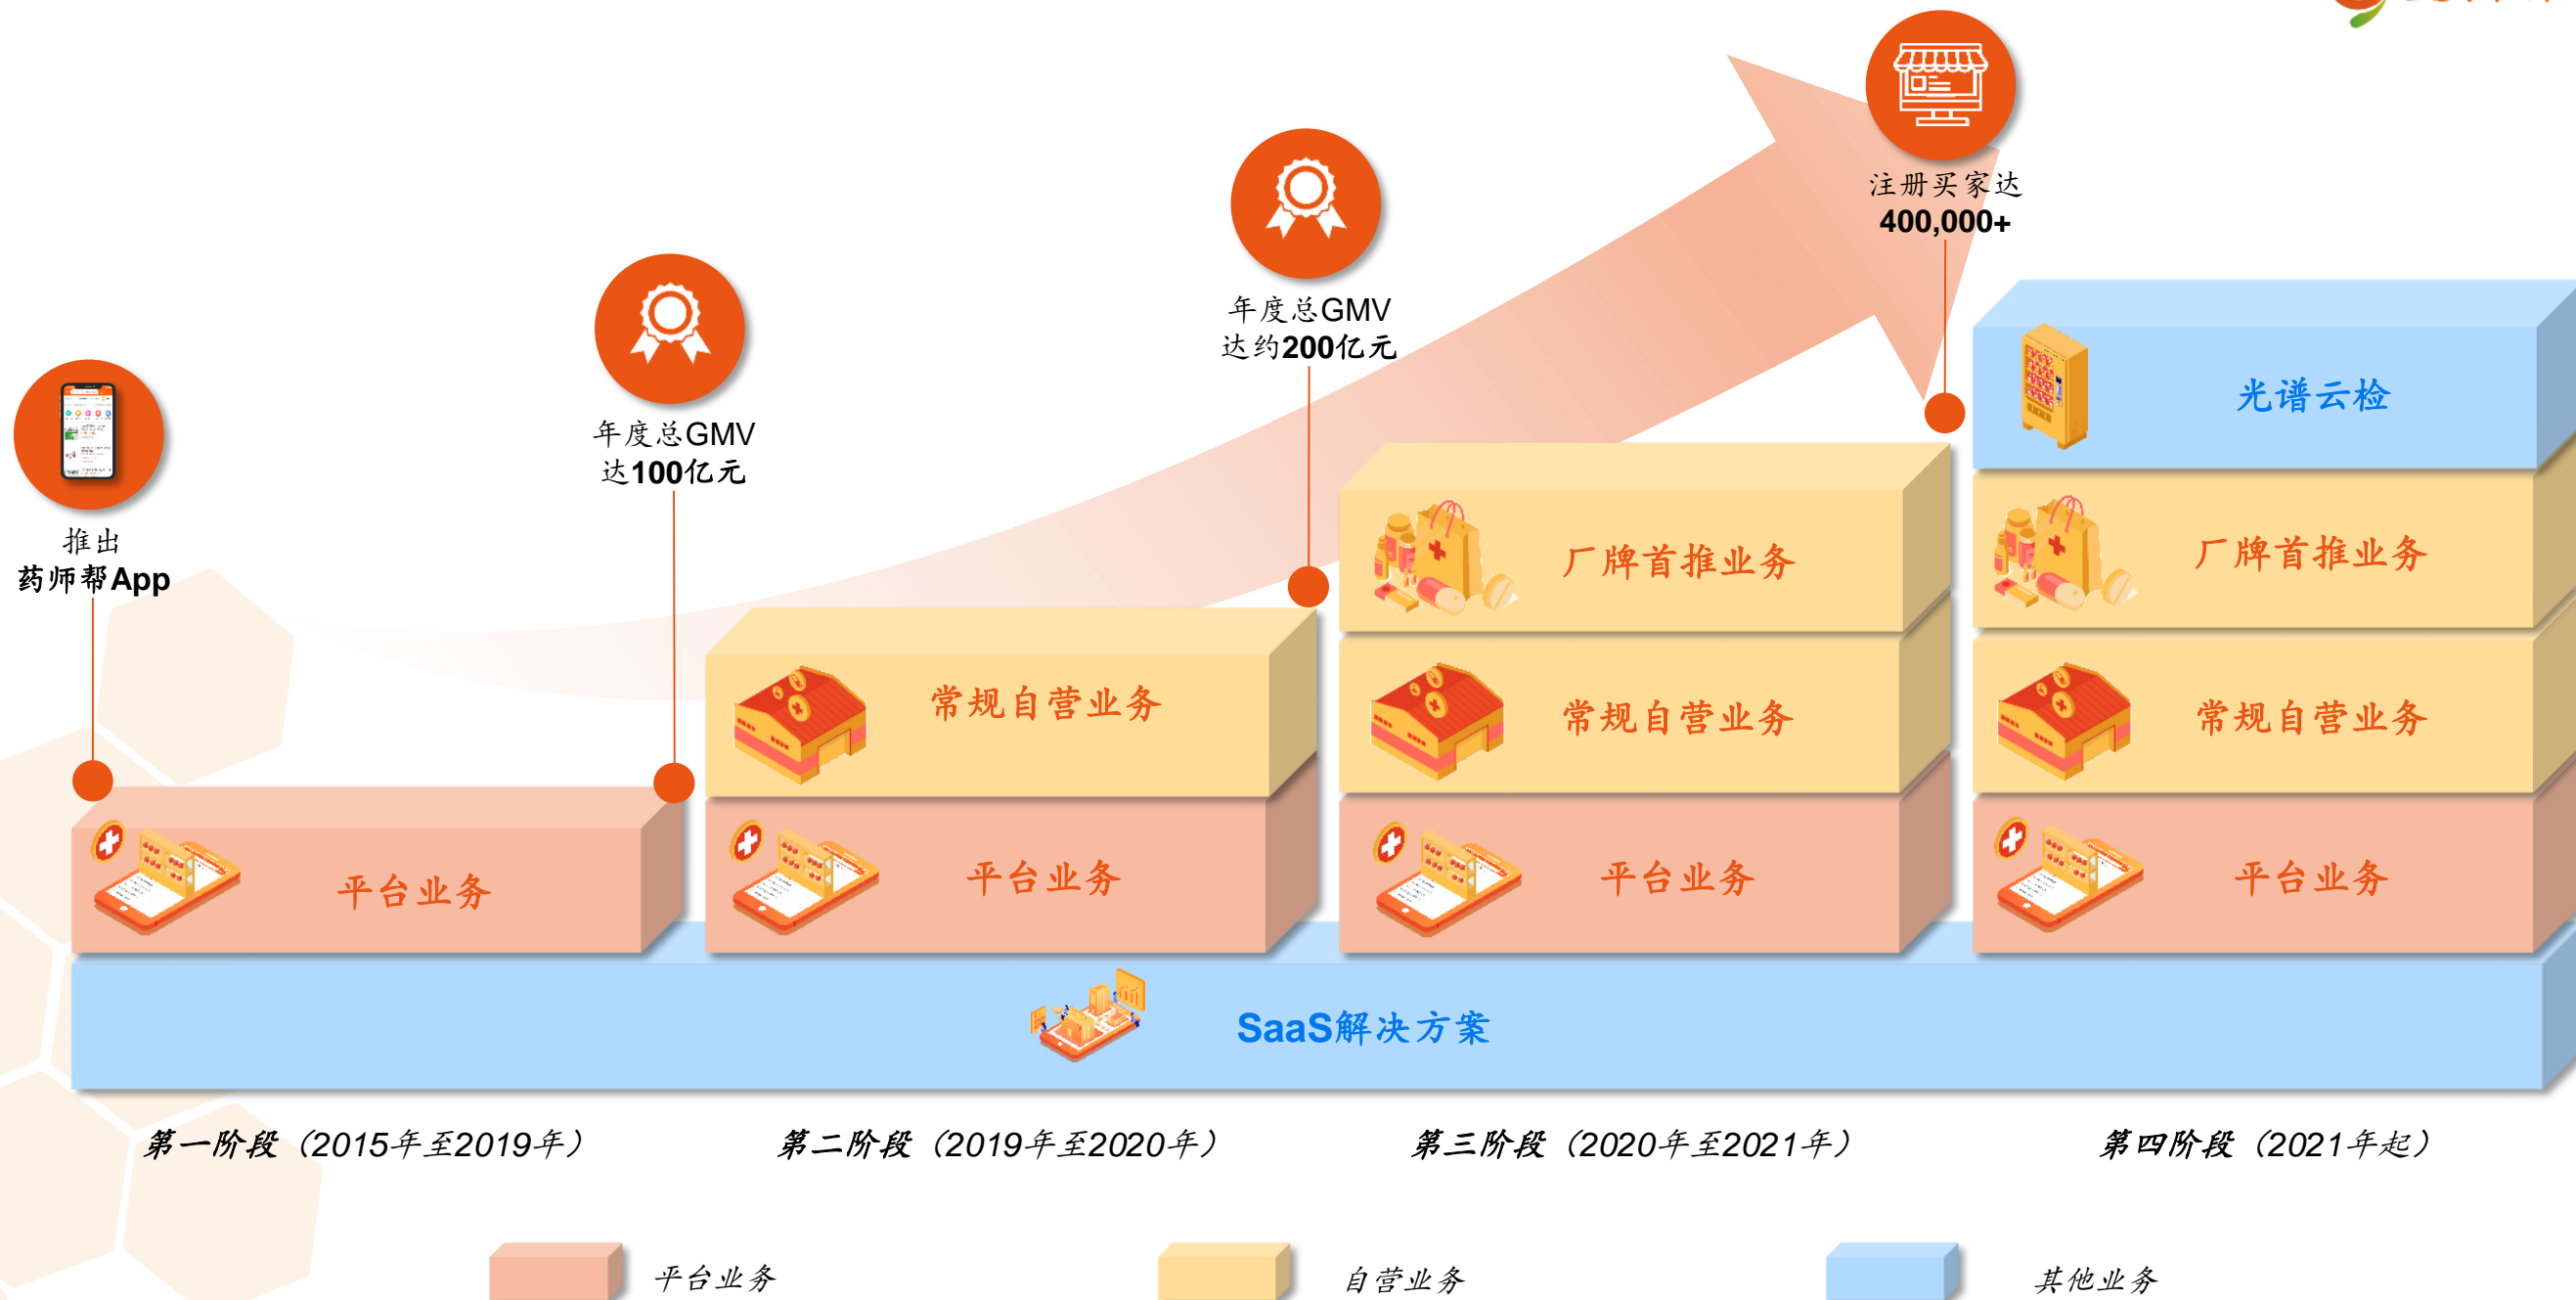 注册买家达
400,000+
年度总GMV
达约200亿元
年度总GMV
达100亿元
推出
药师帮App
光谱云检
厂牌首推业务
厂牌首推业务
常规自营业务
常规自营业务
常规自营业务
平台业务
平台业务
平台业务
平台业务
SaaS解决方案
第一阶段（2015年至2019年）
第二阶段（2019年至2020年）
第三阶段（2020年至2021年）
第四阶段（2021年起）
平台业务
自营业务
其他业务